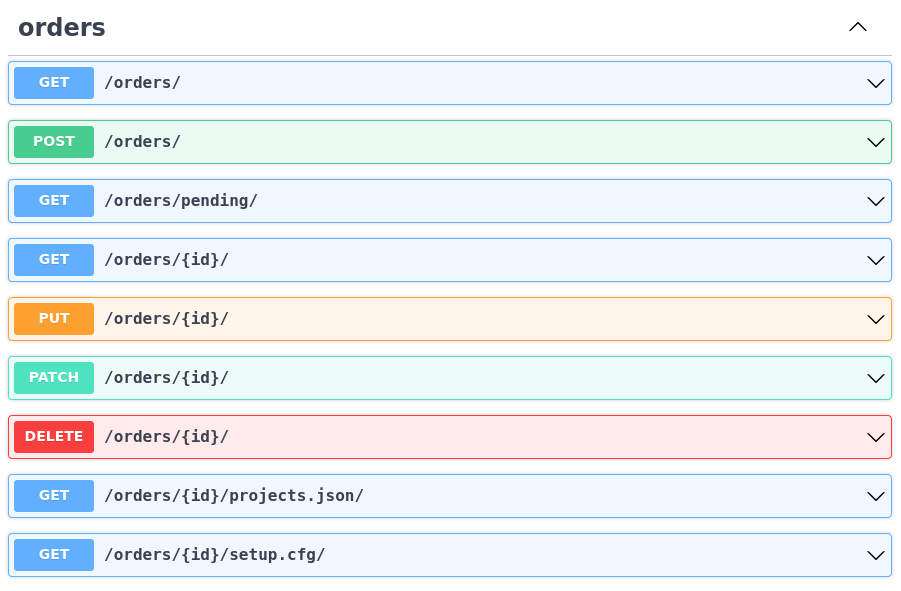 orders
GET /orders/
POST /orders/
GET /orders/pending/
GET /orders/{id}/
PUT /orders/{id}/
PATCH /orders/{id}/
DELETE /orders/{id}/
GET /orders/{id}/projects.json/
GET /orders/{id}/setup.cfg/